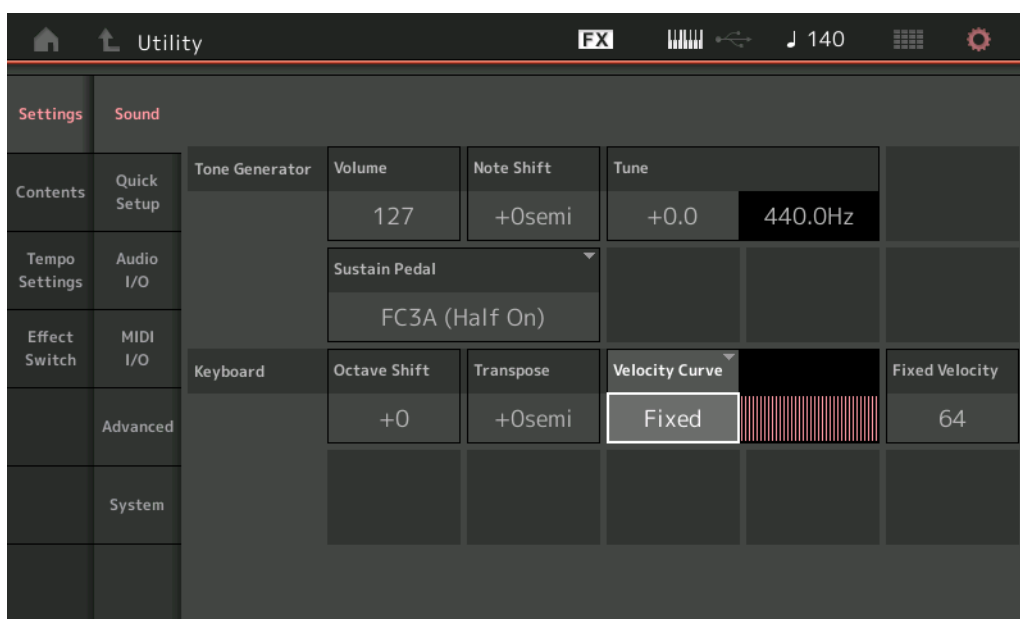 Utility
FX
140
Settings
Sound
Contents
Quick
Setup
Tempo
Settings
Audio
I/O
Effect
Switch
MIDI
I/O
Advanced
System
Tone Generator
Volume
Note Shift
Tune
127
+0semi
+0.0
440.0Hz
Sustain Pedal
FC3A (Half On)
Keyboard
Octave Shift
Transpose
Velocity Curve
Fixed Velocity
+0
+0semi
Fixed
64